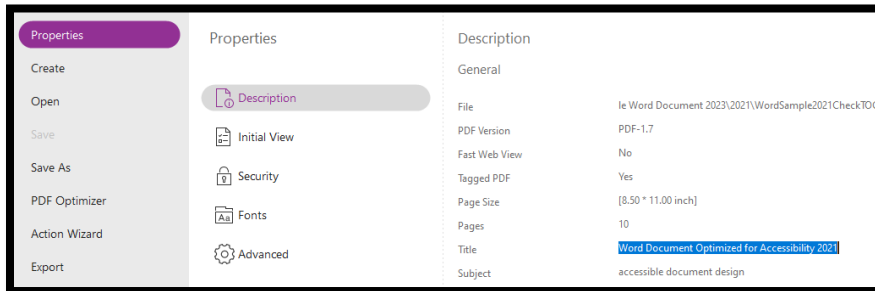 Properties
Create
Open
Save
Save As
PDF Optimizer
Action Wizard
Export
Properties
Description
Initial View
Security
Fonts
Advanced
Description
General
File le Word Document 2023\2021\WordSample2021CheckTOC
PDF Version PDF-1.7
Fast Web View No
Tagged PDF Yes
Page Size [8.50 * 11.00 inch]
Pages 10
Title Word Document Optimized for Accessibility 2021
Subject accessible document design